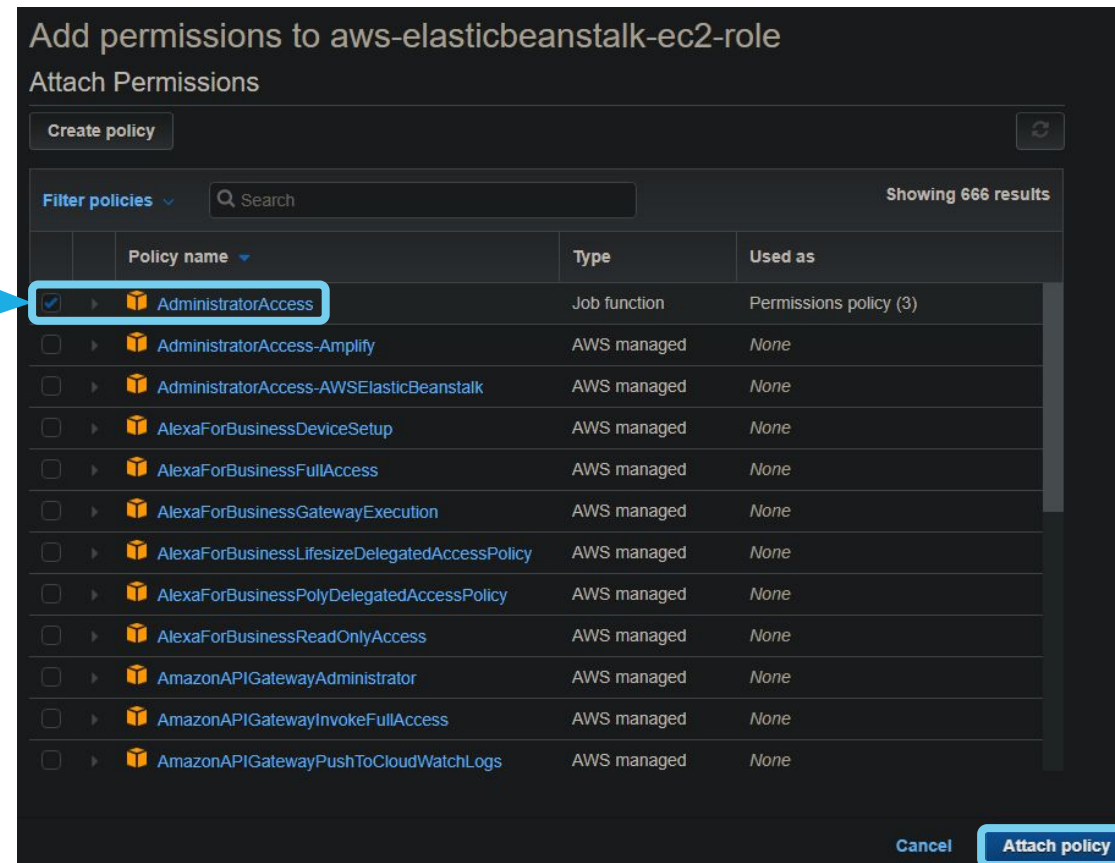 Add permissions to aws-elasticbeanstalk-ec2-role
Attach Permissions
Create policy
Filter policies Search Showing 666 results
Policy name Type Used as
AdministratorAccess Job function Permissions policy (3)
AdministratorAccess-Amplify AWS managed None
AdministratorAccess-AWSElasticBeanstalk AWS managed None
AlexaForBusinessDeviceSetup AWS managed None
AlexaForBusinessFullAccess AWS managed None
AlexaForBusinessGatewayExecution AWS managed None
AlexaForBusinessLifesizeDelegatedAccessPolicy AWS managed None
AlexaForBusinessPolyDelegatedAccessPolicy AWS managed None
AlexaForBusinessReadOnlyAccess AWS managed None
AmazonAPIGatewayAdministrator AWS managed None
AmazonAPIGatewayInvokeFullAccess AWS managed None
AmazonAPIGatewayPushToCloudWatchLogs AWS managed None
Cancel Attach policy